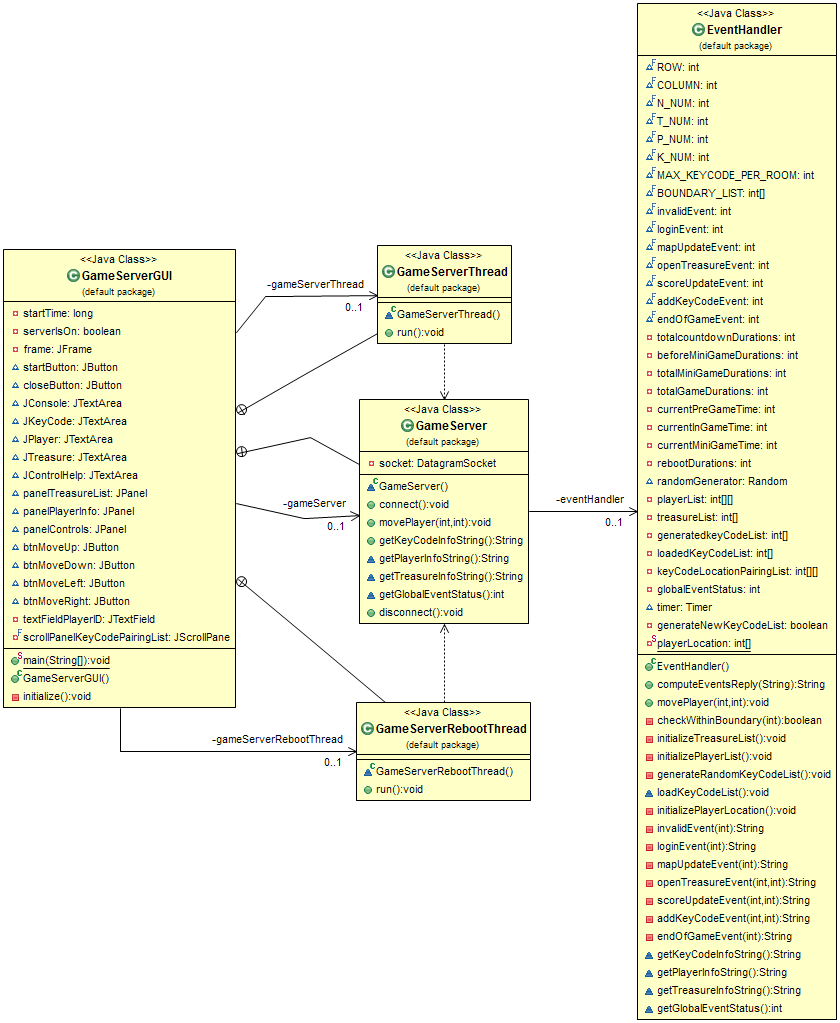 <<Java Class>>
GameServerGUI
(default package)
startTime: long
serverIsOn: boolean
frame: JFrame
startButton: JButton
closeButton: JButton
JConsole: JTextArea
JKeyCode: JTextArea
JPlayer: JTextArea
JTreasure: JTextArea
JControlHelp: JTextArea
panelTreasureList: JPanel
panelPlayerInfo: JPanel
panelControls: JPanel
btnMoveUp: JButton
btnMoveDown: JButton
btnMoveLeft: JButton
btnMoveRight: JButton
textFieldPlayerID: JTextField
F scrollPanelKeyCodePairingList: JScrollPane
S main(String[]):void
C GameServerGUI()
initialize():void
-gameServerThread
0..1
<<Java Class>>
C GameServerThread
(default package)
C GameServerThread()
run():void
<<Java Class>>
C GameServer
(default package)
socket: DatagramSocket
C GameServer()
connect():void
movePlayer(int,int):void
getKeyCodeInfoString():String
getPlayerInfoString():String
getTreasureInfoString():String
getGlobalEventStatus():int
disconnect():void
-gameServer
0..1
-gameServerRebootThread
0..1
<<Java Class>>
C GameServerRebootThread
(default package)
C GameServerRebootThread()
run():void
-eventHandler
0..1
<<Java Class>>
C EventHandler
(default package)
F ROW: int
F COLUMN: int
F N_NUM: int
F T_NUM: int
F P_NUM: int
F K_NUM: int
F MAX_KEYCODE_PER_ROOM: int
F BOUNDARY_LIST: int[]
F invalidEvent: int
F loginEvent: int
F mapUpdateEvent: int
F openTreasureEvent: int
F scoreUpdateEvent: int
F addKeyCodeEvent: int
F endOfGameEvent: int
totalcountdownDurations: int
beforeMiniGameDurations: int
totalMiniGameDurations: int
totalGameDurations: int
currentPreGameTime: int
currentInGameTime: int
currentMiniGameTime: int
rebootDurations: int
randomGenerator: Random
playerList: int[][]
treasureList: int[]
generatedkeyCodeList: int[]
loadedKeyCodeList: int[]
keyCodeLocationPairingList: int[][]
globalEventStatus: int
timer: Timer
generateNewKeyCodeList: boolean
S playerLocation: int[]
C EventHandler()
computeEventsReply(String):String
movePlayer(int,int):void
checkWithinBoundary(int):boolean
initializeTreasureList():void
initializePlayerList():void
generateRandomKeyCodeList():void
loadKeyCodeList():void
initializePlayerLocation():void
invalidEvent(int):String
loginEvent(int):String
mapUpdateEvent(int):String
openTreasureEvent(int,int):String
scoreUpdateEvent(int,int):String
addKeyCodeEvent(int,int):String
endOfGameEvent(int):String
getKeyCodeInfoString():String
getPlayerInfoString():String
getTreasureInfoString():String
getGlobalEventStatus():int